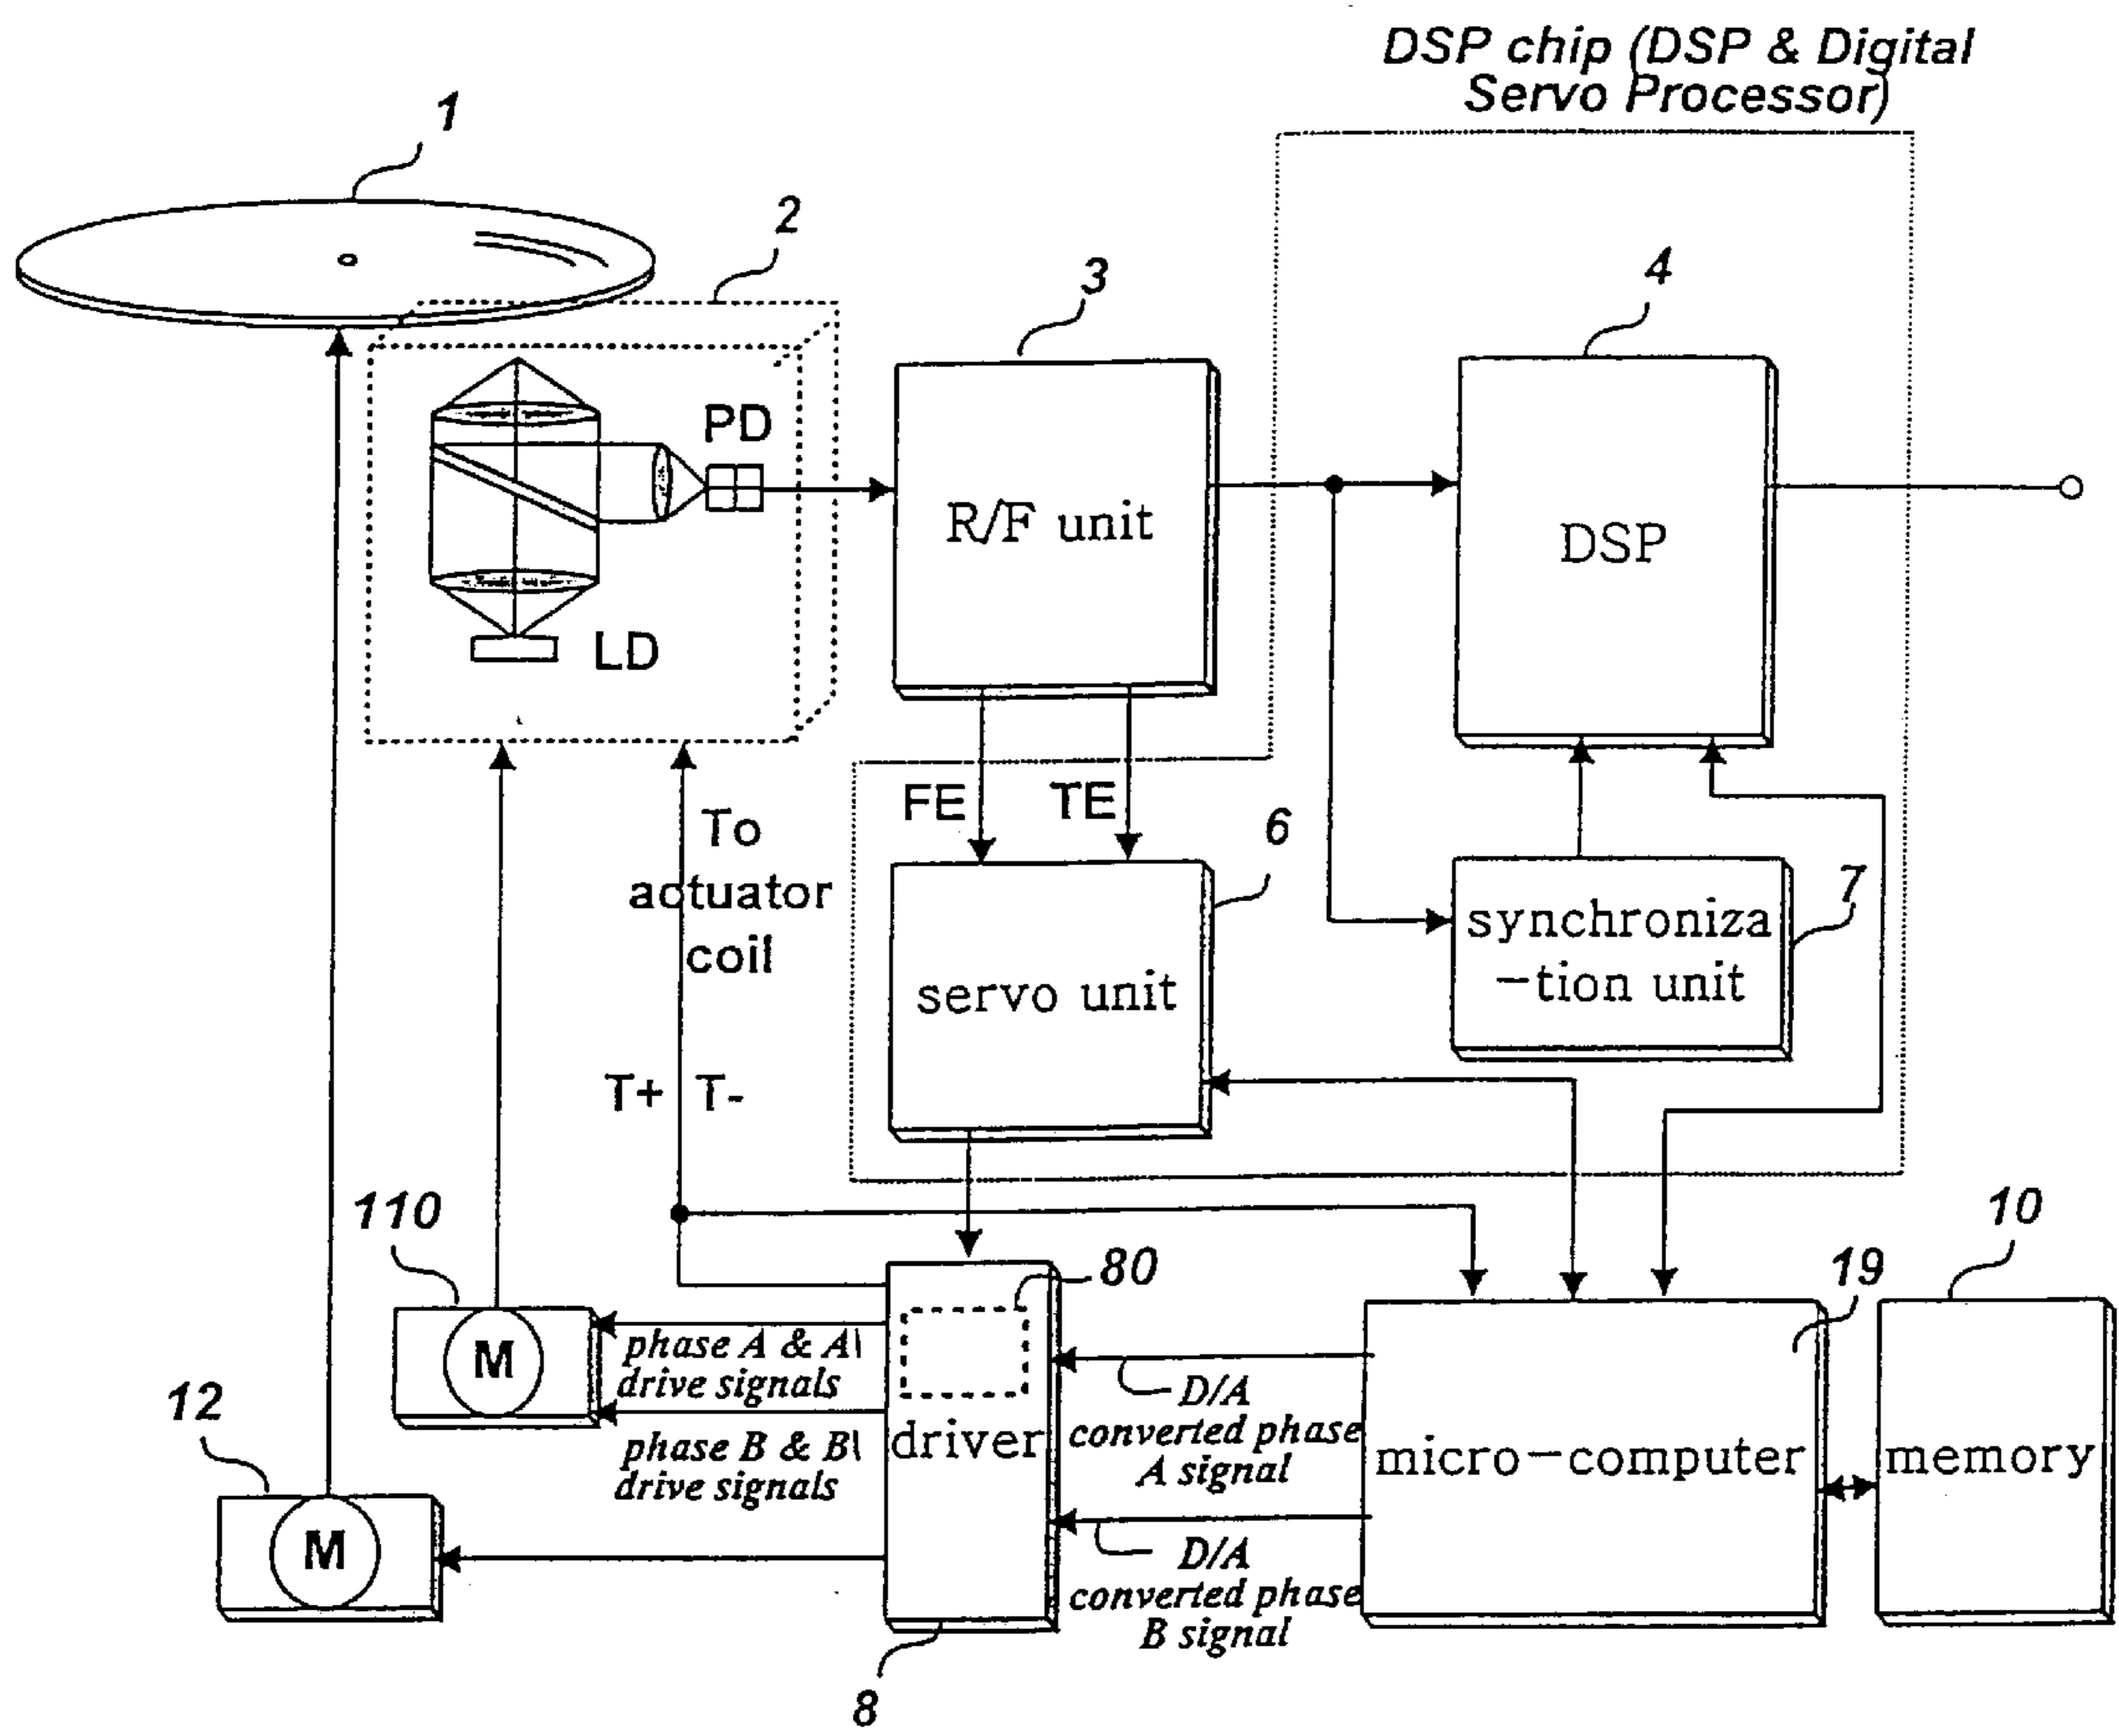 DSP chip (DSP & Digital
Servo Processor)
1
2
3
4
PD
R/F unit
DSP
LD
FE
TE
To
actuator
coil
6
7
servo unit
synchroniza
-tion unit
T+
T-
110
10
80
19
M
phase A & A\
drive signals
D/A
converted phase
A signal
12
driver
micro-computer
memory
phase B & B\
drive signals
M
D/A
converted phase
B signal
8